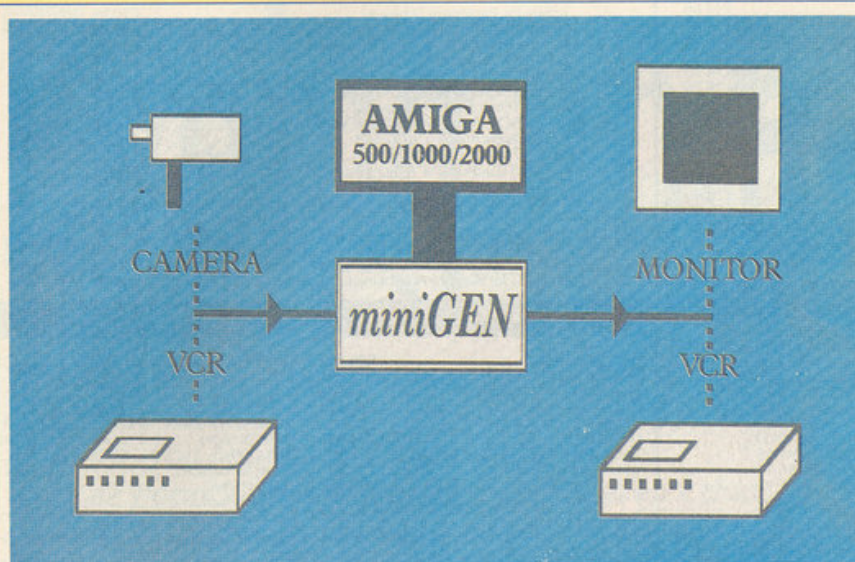 AMIGA
500/1000/2000
CAMERA
MONITOR
miniGEN
VCR
VCR